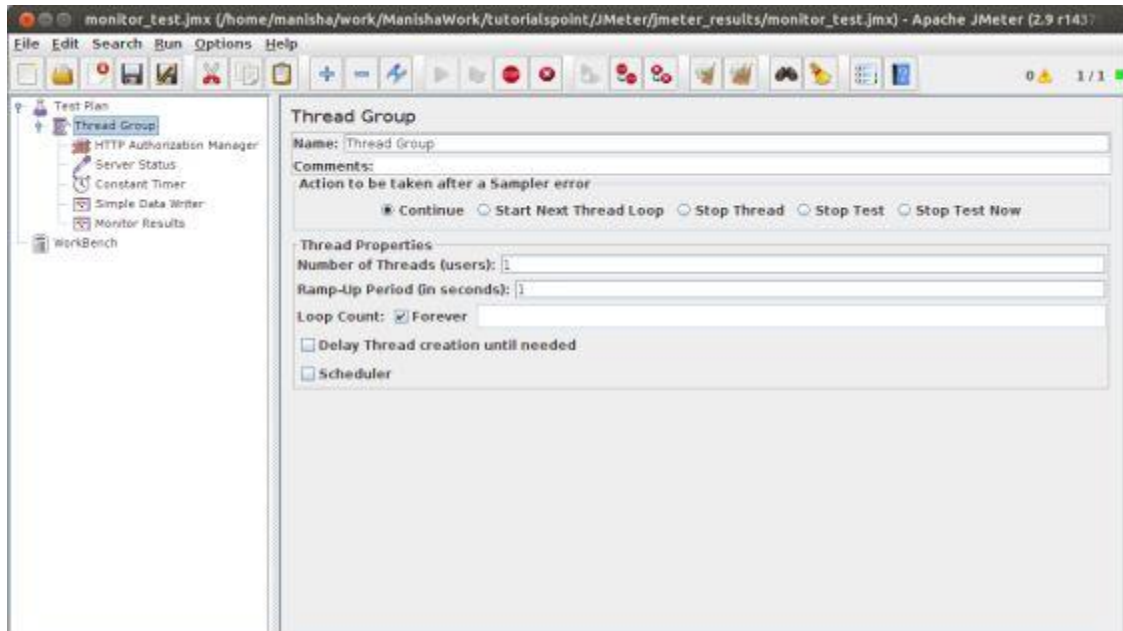 monitor_test.jmx (/home/manisha/work/ManishaWork/tutorialspoint/JMeter/jmeter_results/monitor_test.jmx) - Apache JMeter (2.9 r1437
File Edit Search Run Options Help
0 1/1
Test Plan
Thread Group
HTTP Authorization Manager
Server Status
Constant Timer
Simple Data Writer
Monitor Results
WorkBench
Thread Group
Name: Thread Group
Comments:
Action to be taken after a Sampler error
Continue Start Next Thread Loop Stop Thread Stop Test Stop Test Now
Thread Properties
Number of Threads (users): 1
Ramp-Up Period (in seconds): 1
Loop Count: Forever
Delay Thread creation until needed
Scheduler